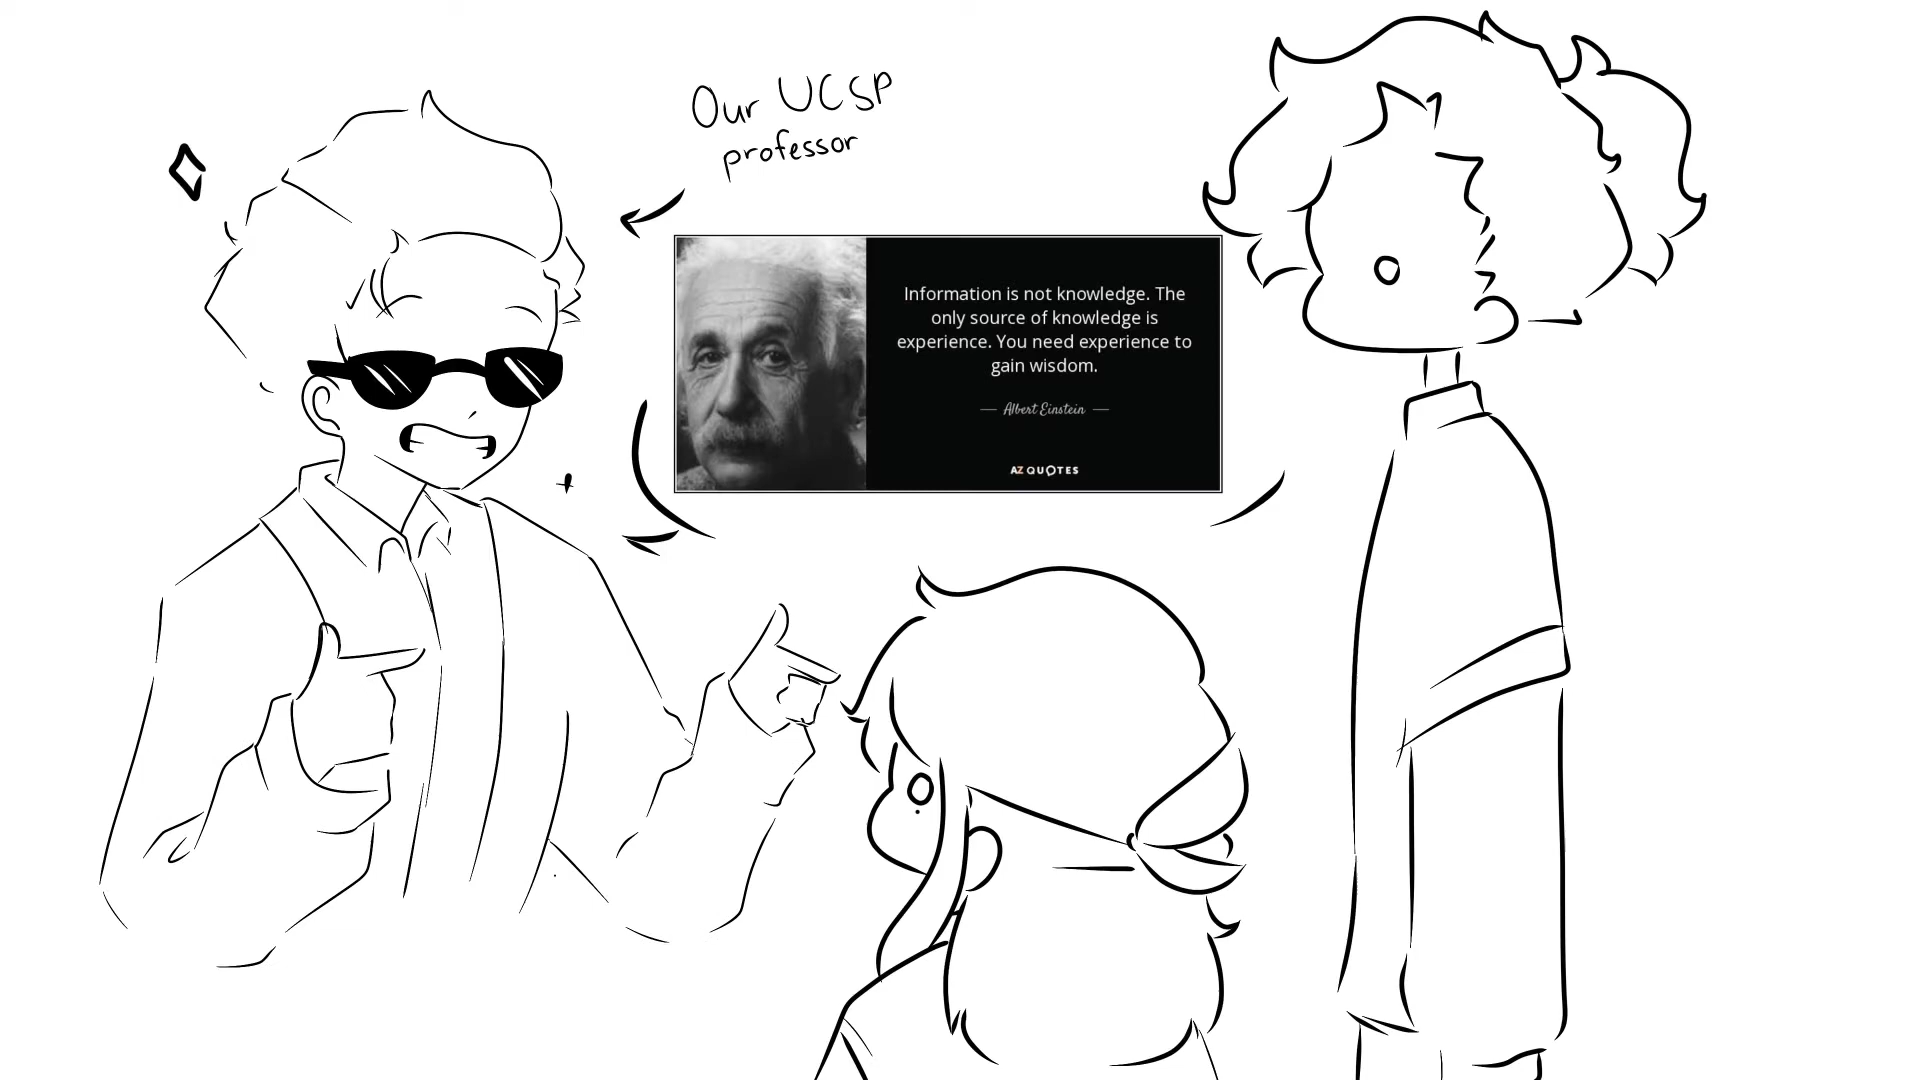 Our UCSP
professor
Information is not knowledge. The
only source of knowledge is
experience. You need experience to
gain wisdom.
— Albert Einstein —
AZ QUOTES